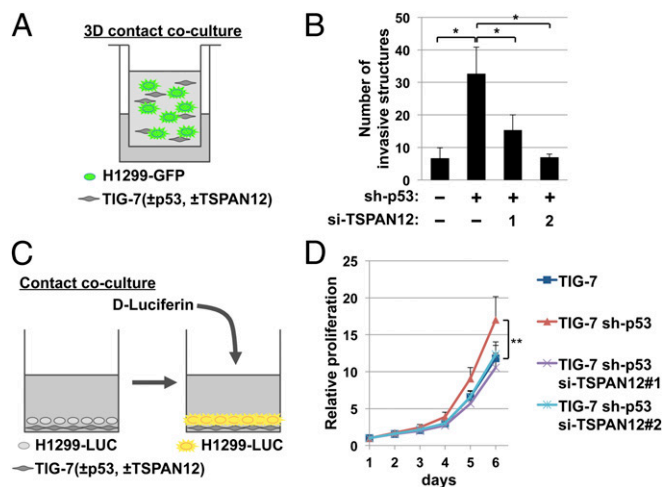 A
3D contact co-culture
H1299-GFP
TIG-7(±p53, ±TSPAN12)
B
Number of
invasive structures
50
40
30
20
10
0
* * *
sh-p53: – + + +
si-TSPAN12: – – 1 2
C
Contact co-culture
D-Luciferin
H1299-LUC H1299-LUC
TIG-7(±p53, ±TSPAN12)
D
Relative proliferation
25
20
15
10
5
0
1 2 3 4 5 6
days
**
TIG-7
TIG-7 sh-p53
TIG-7 sh-p53
si-TSPAN12#1
TIG-7 sh-p53
si-TSPAN12#2